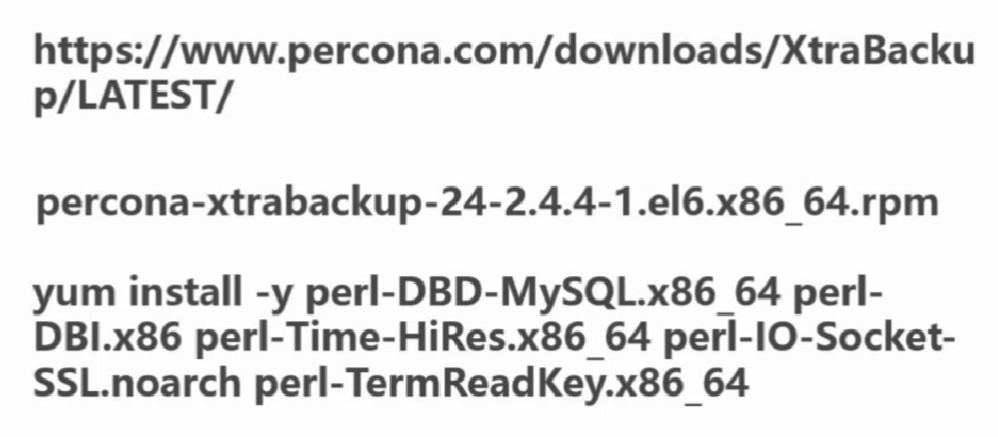 https://www.percona.com/downloads/XtraBacku
p/LATEST/
percona-xtrabackup-24-2.4.4-1.el6.x86_64.rpm
yum install -y perl-DBD-MySQL.x86_64 perl-
DBI.x86 perl-Time-HiRes.x86_64 perl-IO-Socket-
SSL.noarch perl-TermReadKey.x86_64